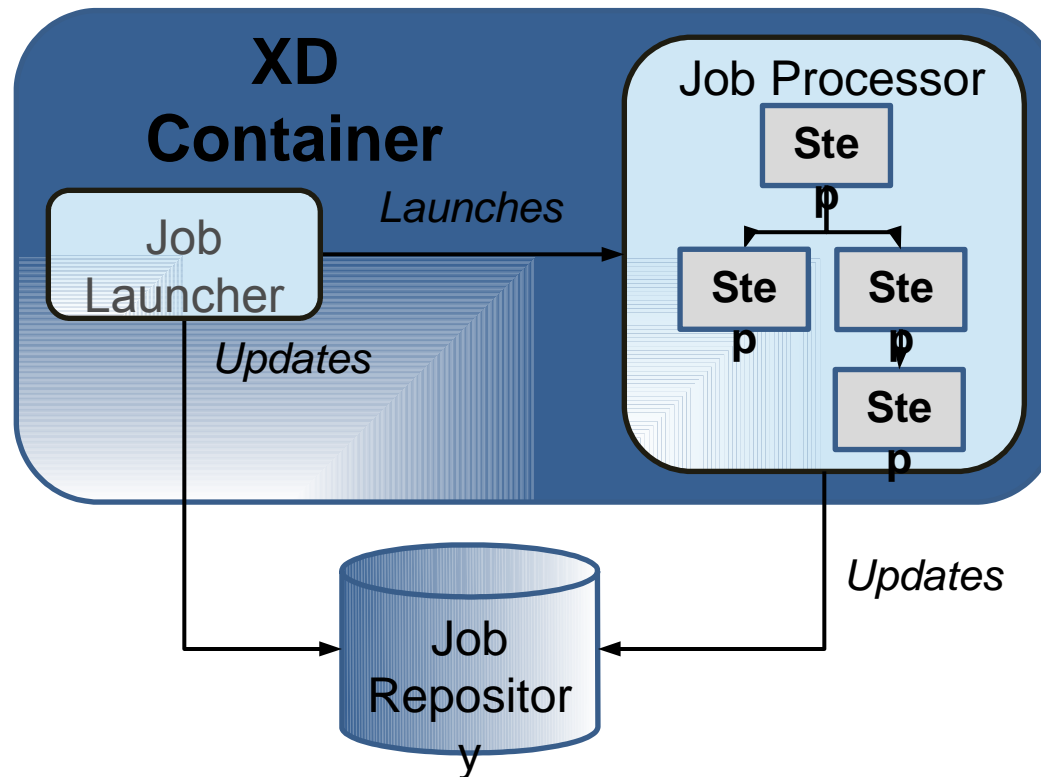 XD
Container
Job Processor
Ste
p
Launches
Job
Launcher
Ste
p
Ste
p
Updates
Ste
p
Updates
Job
Repositor
y